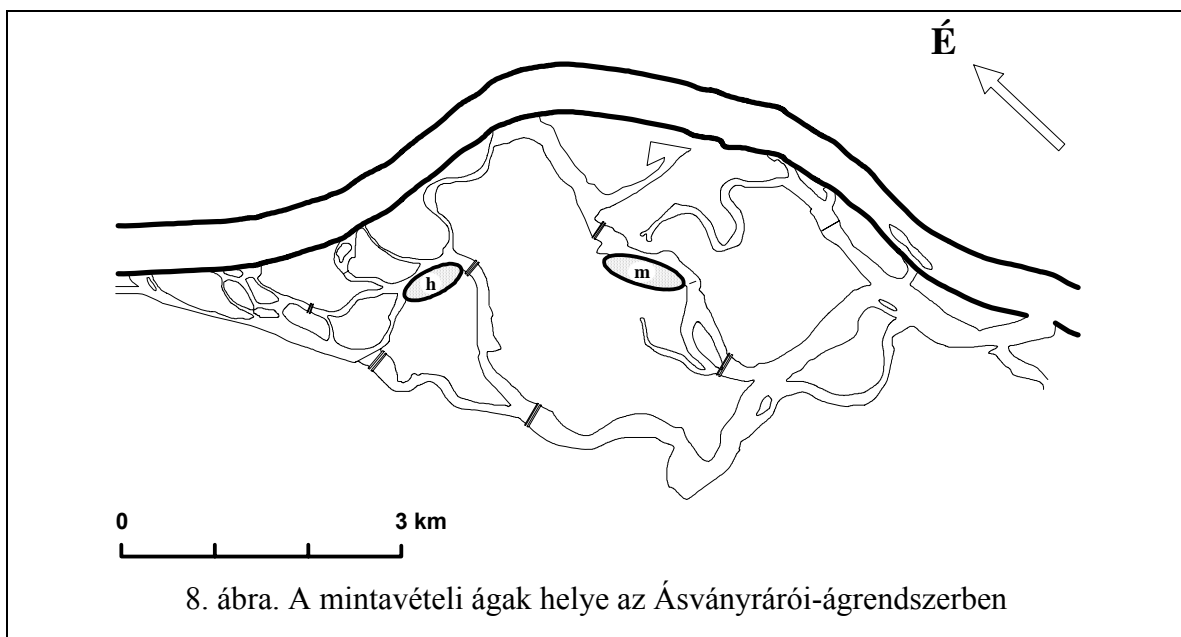 É
h
m
0 3 km
8. ábra. A mintavételi ágak helye az Ásványrárói-ágrendszerben